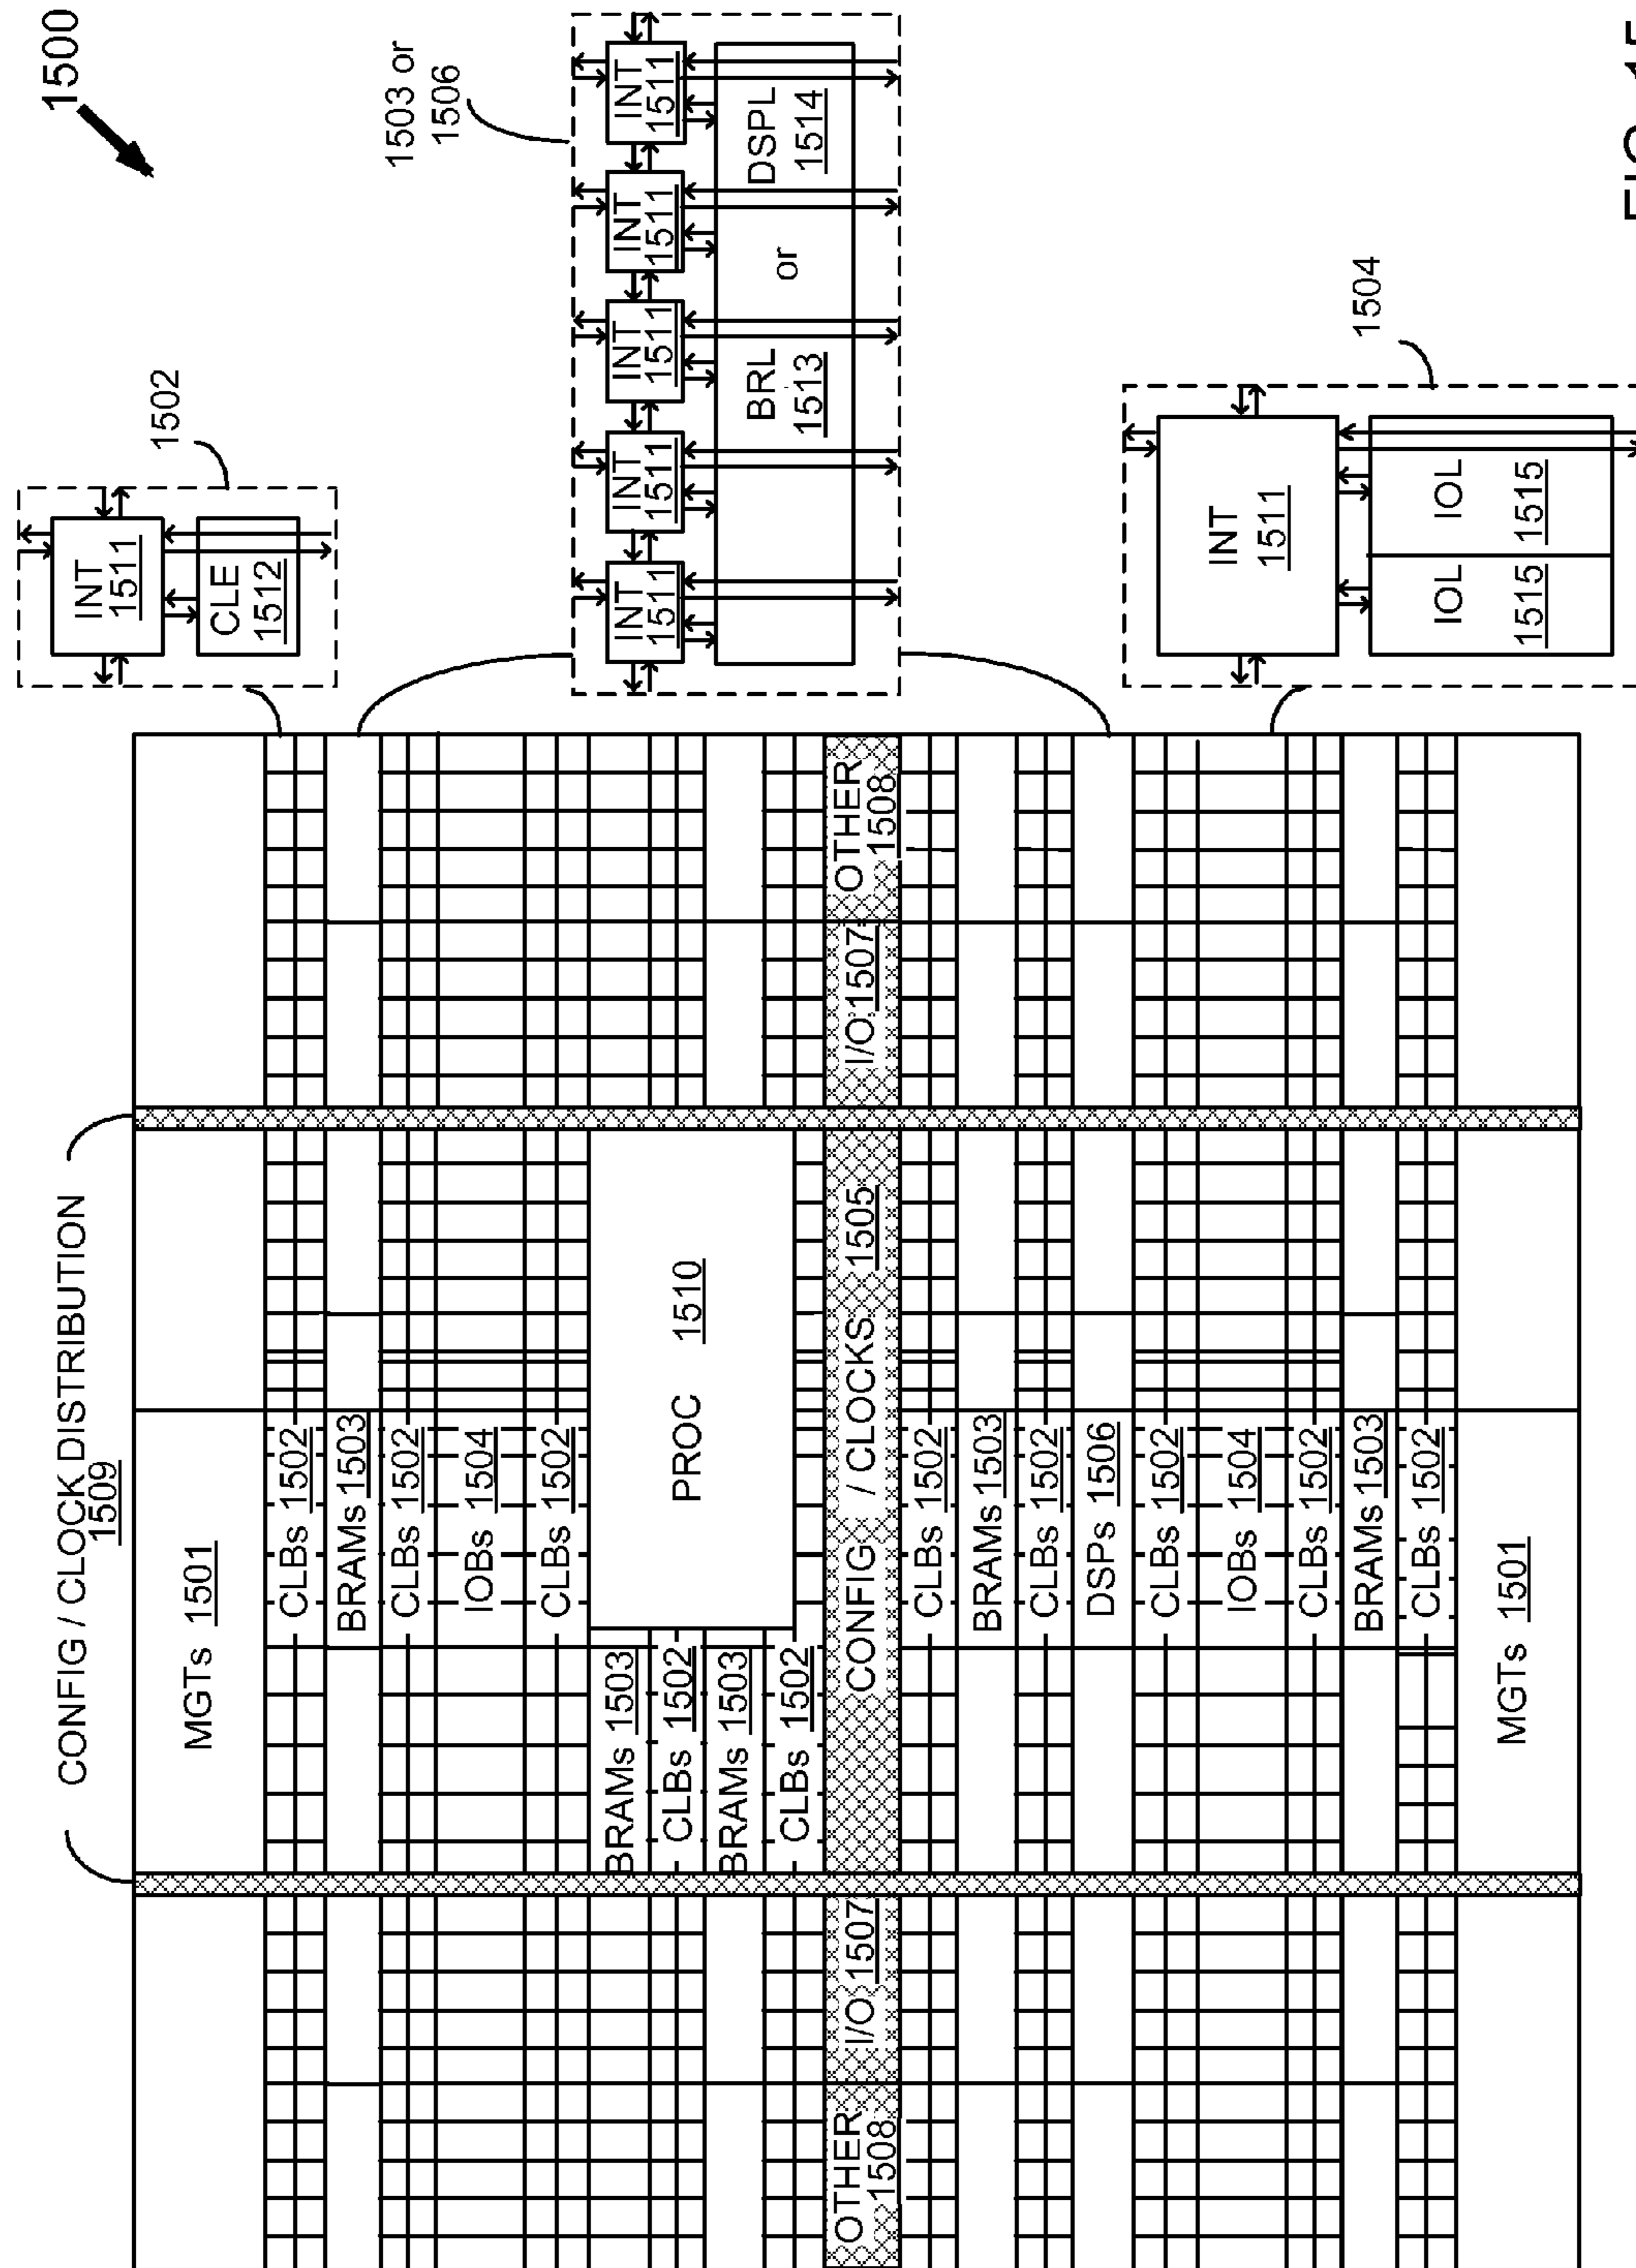 1500
CONFIG / CLOCK DISTRIBUTION
1509
MGTs 1501
CLBs 1502
BRAMs 1503
CLBs 1502
IOBs 1504
CLBs 1502
BRAMs 1503
CLBs 1502
BRAMs 1503
CLBs 1502
PROC 1510
OTHER
1508
I/O 1507
CONFIG / CLOCKS 1505
I/O 1507
OTHER
1508
CLBs 1502
BRAMs 1503
CLBs 1502
DSPs 1506
CLBs 1502
IOBs 1504
CLBs 1502
BRAMs 1503
CLBs 1502
MGTs 1501
INT
1511
CLE
1512
1502
1503 or
1506
INT
1511
INT
1511
INT
1511
INT
1511
INT
1511
BRL
1513
or
DSPL
1514
1504
INT
1511
IOL
1515
IOL
1515
FIG. 15